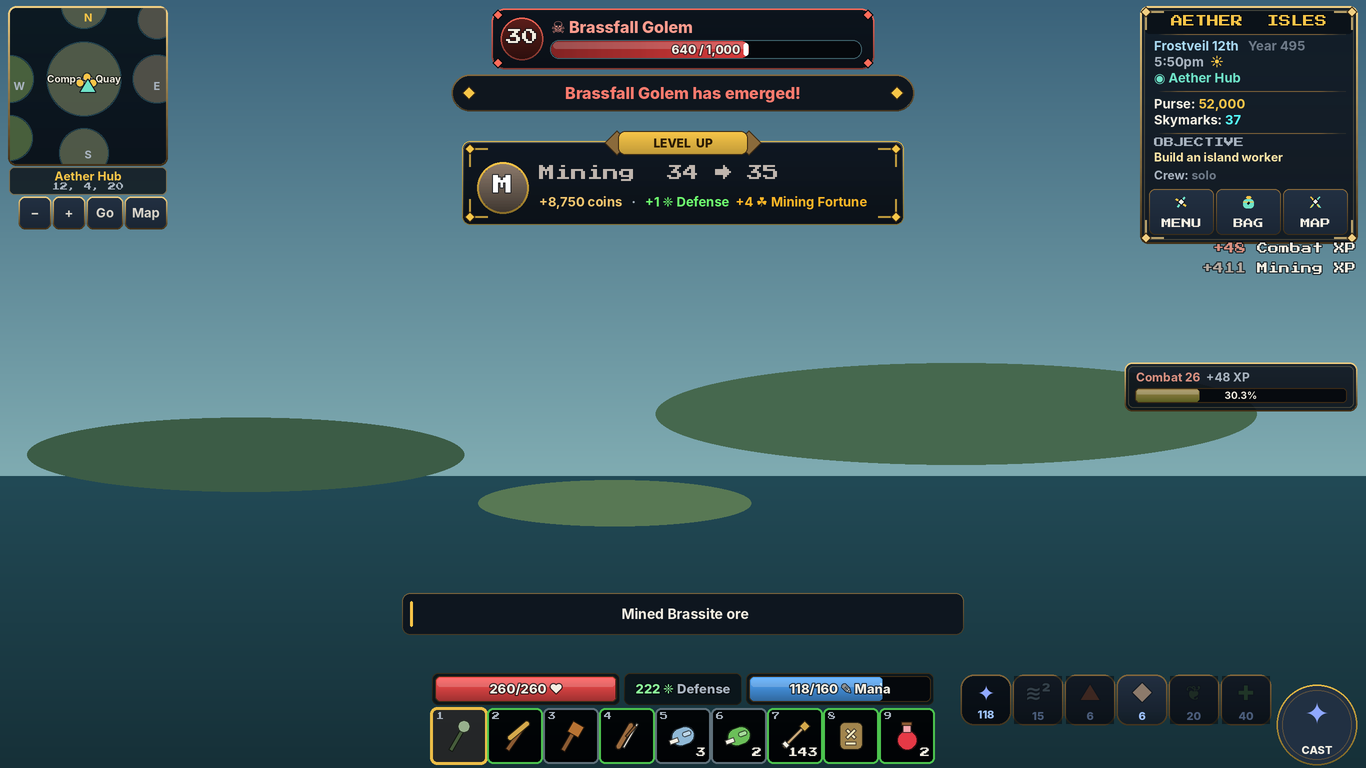 N
W
E
S
Aether Hub
12, 4, 20
-
+
Go
Map
30
Brassfall Golem
640 / 1,000
Brassfall Golem has emerged!
LEVEL UP
M
Mining 34 → 35
+8,750 coins · +1 Defense +4 Mining Fortune
AETHER ISLES
Frostveil 12th Year 495
5:50pm
Aether Hub
Purse: 52,000
Skymarks: 37
OBJECTIVE
Build an island worker
Crew: solo
MENU
BAG
MAP
+48 Combat XP
+411 Mining XP
Combat 26 +48 XP
30.3%
Mined Brassite ore
260/260
222 Defense
118/160 Mana
1
2
3
4
5
3
6
2
7
143
8
9
2
118
2
15
6
6
20
40
CAST